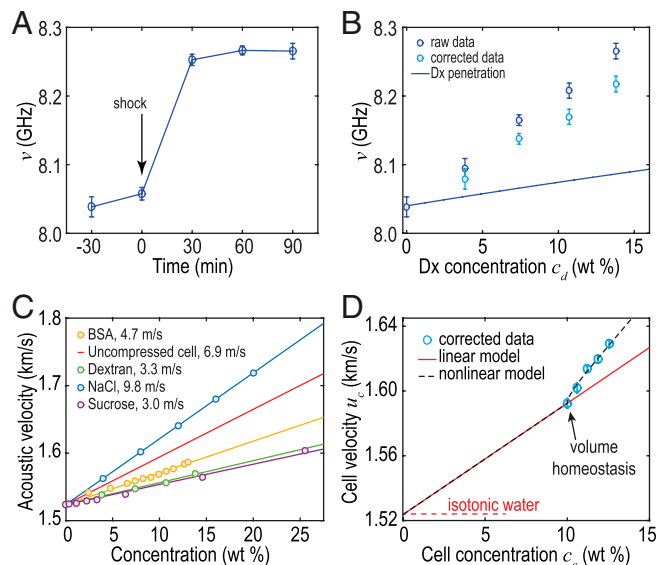 A
8.3
8.2
8.1
8.0
ν (GHz)
shock
-30 0 30 60 90
Time (min)
B
8.3
8.2
8.1
8.0
ν (GHz)
raw data
corrected data
Dx penetration
0 5 10 15
Dx concentration c_d (wt %)
C
1.8
1.7
1.6
1.5
Acoustic velocity (km/s)
BSA, 4.7 m/s
Uncompressed cell, 6.9 m/s
Dextran, 3.3 m/s
NaCl, 9.8 m/s
Sucrose, 3.0 m/s
0 5 10 15 20 25
Concentration (wt %)
D
1.64
1.60
1.56
1.52
Cell velocity u_c (km/s)
corrected data
linear model
nonlinear model
volume
homeostasis
isotonic water
0 5 10 15
Cell concentration c_c (wt %)